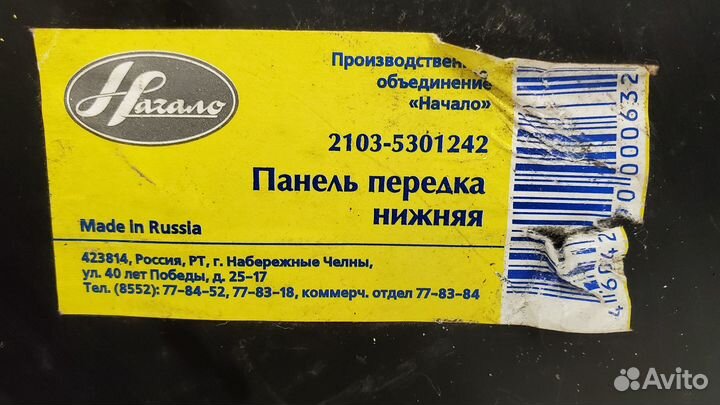 Начало
Производственное
объединение
«Начало»
2103-5301242
Панель передка
нижняя
Made in Russia
423814, Россия, РТ, г. Набережные Челны,
ул. 40 лет Победы, д. 25-17
Тел. (8552): 77-84-52, 77-83-18, коммерч. отдел 77-83-84
000632
Avito